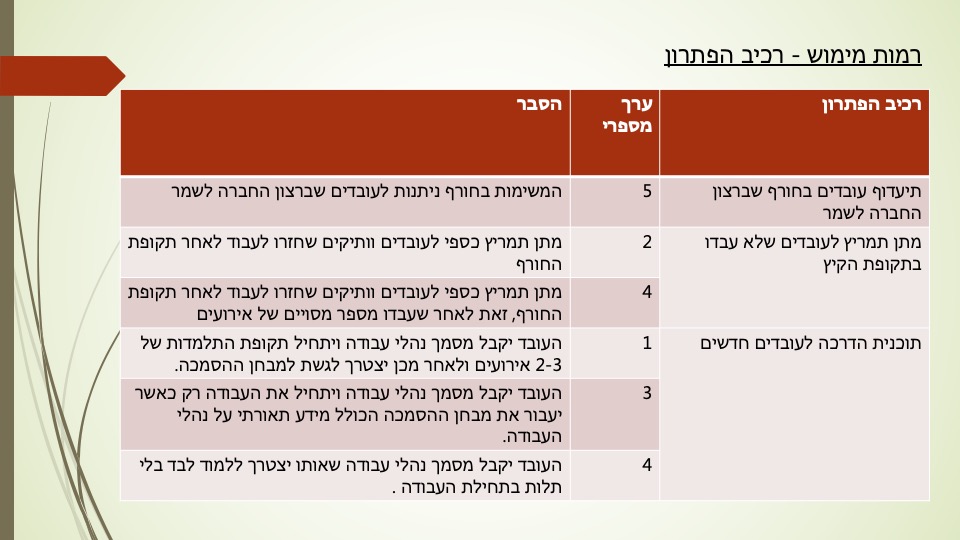 רמות מימוש - רכיב הפתרון
רכיב הפתרון
ערך
מספרי
הסבר
תיעדוף עובדים בחורף שברצון
החברה לשמר
5
המשימות בחורף ניתנות לעובדים שברצון החברה לשמר
מתן תמריץ לעובדים שלא עבדו
בתקופת הקיץ
2
מתן תמריץ כספי לעובדים וותיקים שחזרו לעבוד לאחר תקופת
החורף
4
מתן תמריץ כספי לעובדים וותיקים שחזרו לעבוד לאחר תקופת
החורף, זאת לאחר שעבדו מספר מסויים של אירועים
תוכנית הדרכה לעובדים חדשים
1
העובד יקבל מסמך נהלי עבודה ויתחיל תקופת התלמדות של
2-3 אירועים ולאחר מכן יצטרך לגשת למבחן ההסמכה.
3
העובד יקבל מסמך נהלי עבודה ויתחיל את העבודה רק כאשר
יעבור את מבחן ההסמכה הכולל מידע תאורתי על נהלי
העבודה.
4
העובד יקבל מסמך נהלי עבודה שאותו יצטרך ללמוד לבד בלי
תלות בתחילת העבודה .